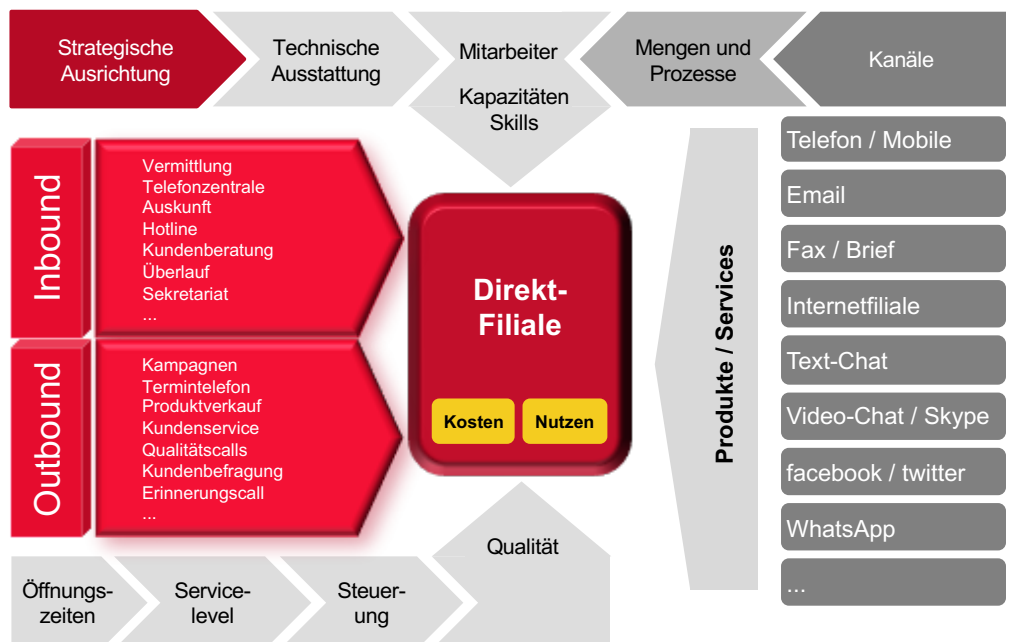 Strategische
Ausrichtung
Technische
Ausstattung
Mitarbeiter
Kapazitäten
Skills
Mengen und
Prozesse
Kanäle
Inbound
Vermittlung
Telefonzentrale
Auskunft
Hotline
Kundenberatung
Überlauf
Sekretariat
...
Outbound
Kampagnen
Termintelefon
Produktverkauf
Kundenservice
Qualitätscalls
Kundenbefragung
Erinnerungscall
...
Direkt-
Filiale
Kosten
Nutzen
Produkte / Services
Telefon / Mobile
Email
Fax / Brief
Internetfiliale
Text-Chat
Video-Chat / Skype
facebook / twitter
WhatsApp
...
Öffnungs-
zeiten
Service-
level
Steuer-
ung
Qualität